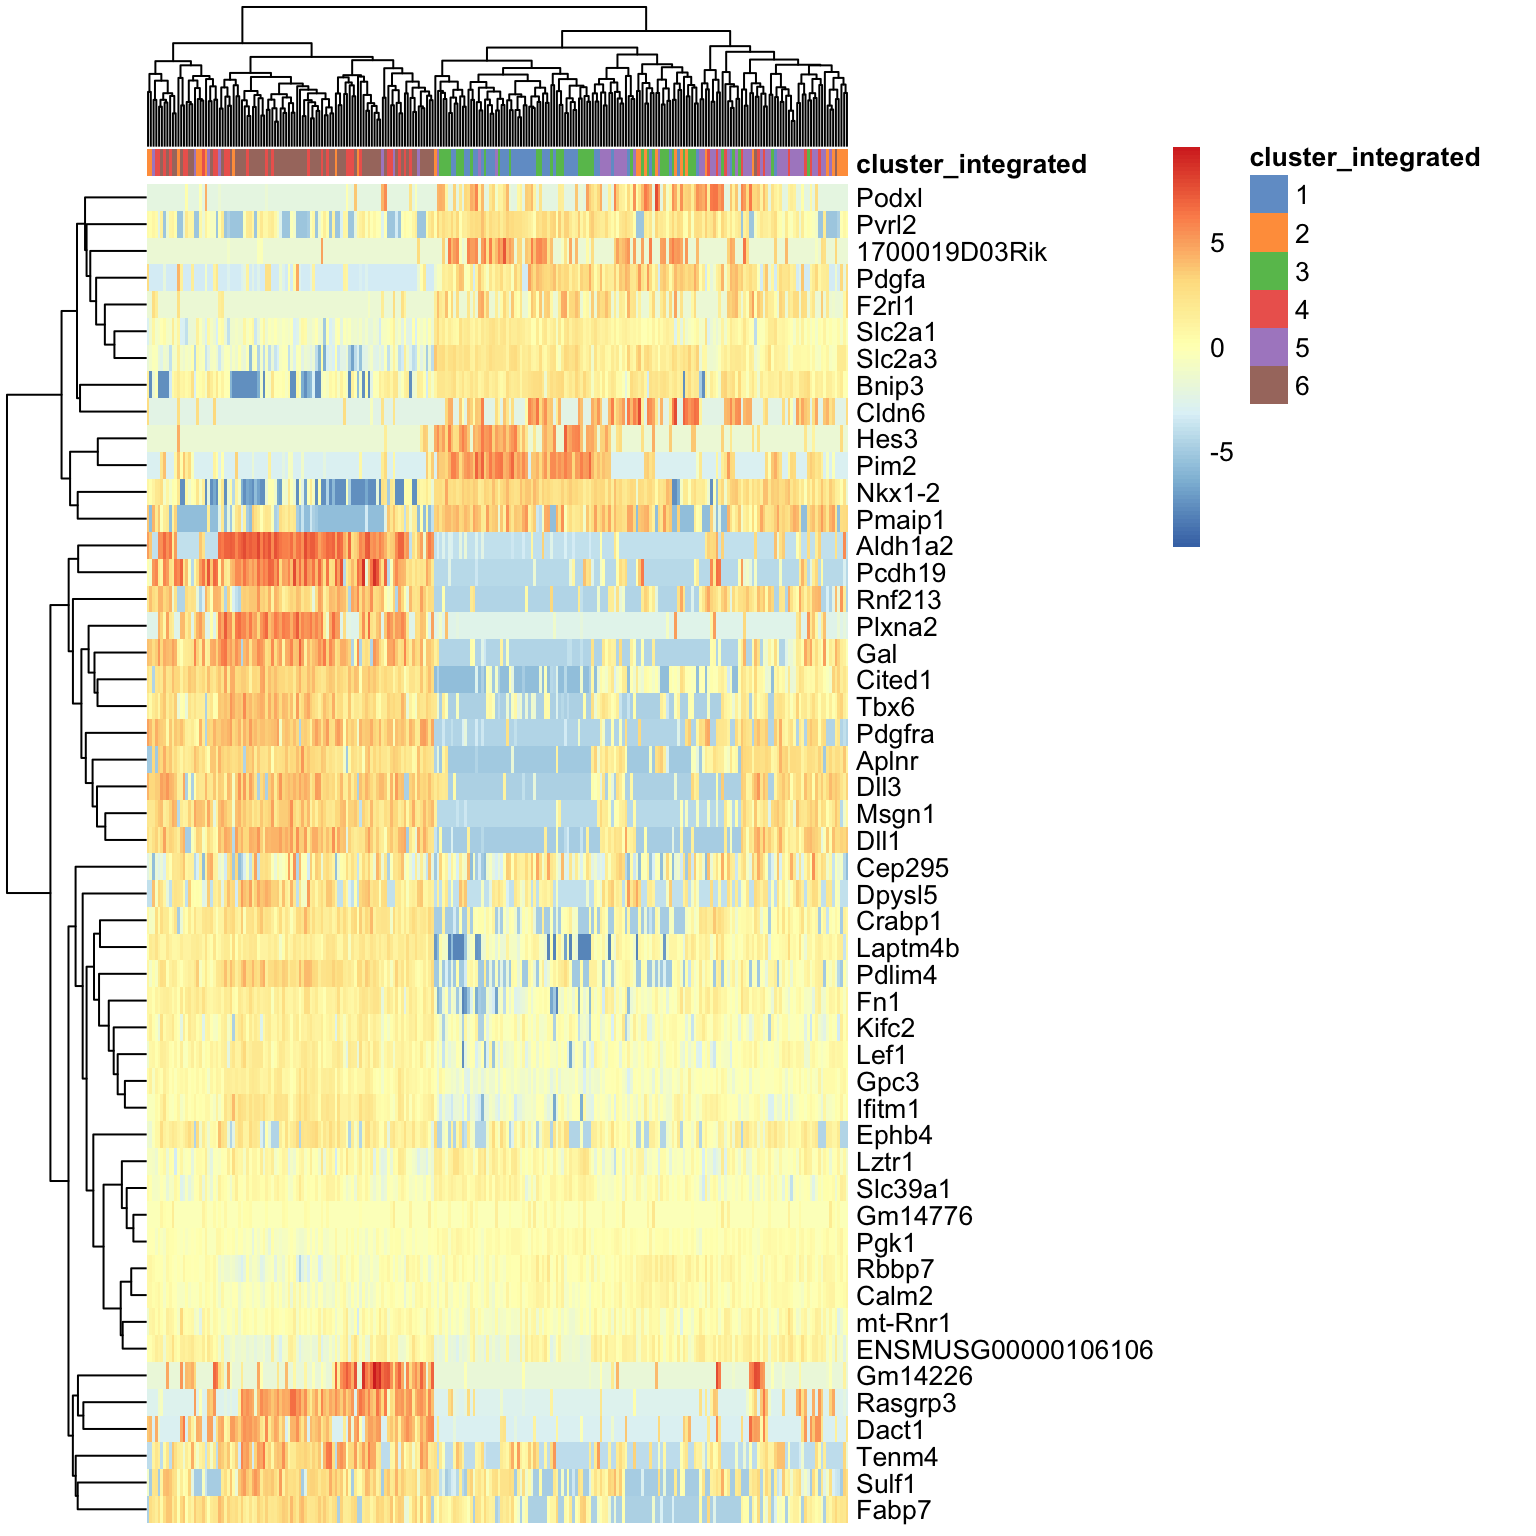 cluster_integrated
Podxl
Pvrl2
1700019D03Rik
Pdgfa
F2rl1
Slc2a1
Slc2a3
Bnip3
Cldn6
Hes3
Pim2
Nkx1-2
Pmaip1
Aldh1a2
Pcdh19
Rnf213
Plxna2
Gal
Cited1
Tbx6
Pdgfra
Aplnr
Dll3
Msgn1
Dll1
Cep295
Dpysl5
Crabp1
Laptm4b
Pdlim4
Fn1
Kifc2
Lef1
Gpc3
Ifitm1
Ephb4
Lztr1
Slc39a1
Gm14776
Pgk1
Rbbp7
Calm2
mt-Rnr1
ENSMUSG00000106106
Gm14226
Rasgrp3
Dact1
Tenm4
Sulf1
Fabp7
5
0
-5
cluster_integrated
1
2
3
4
5
6